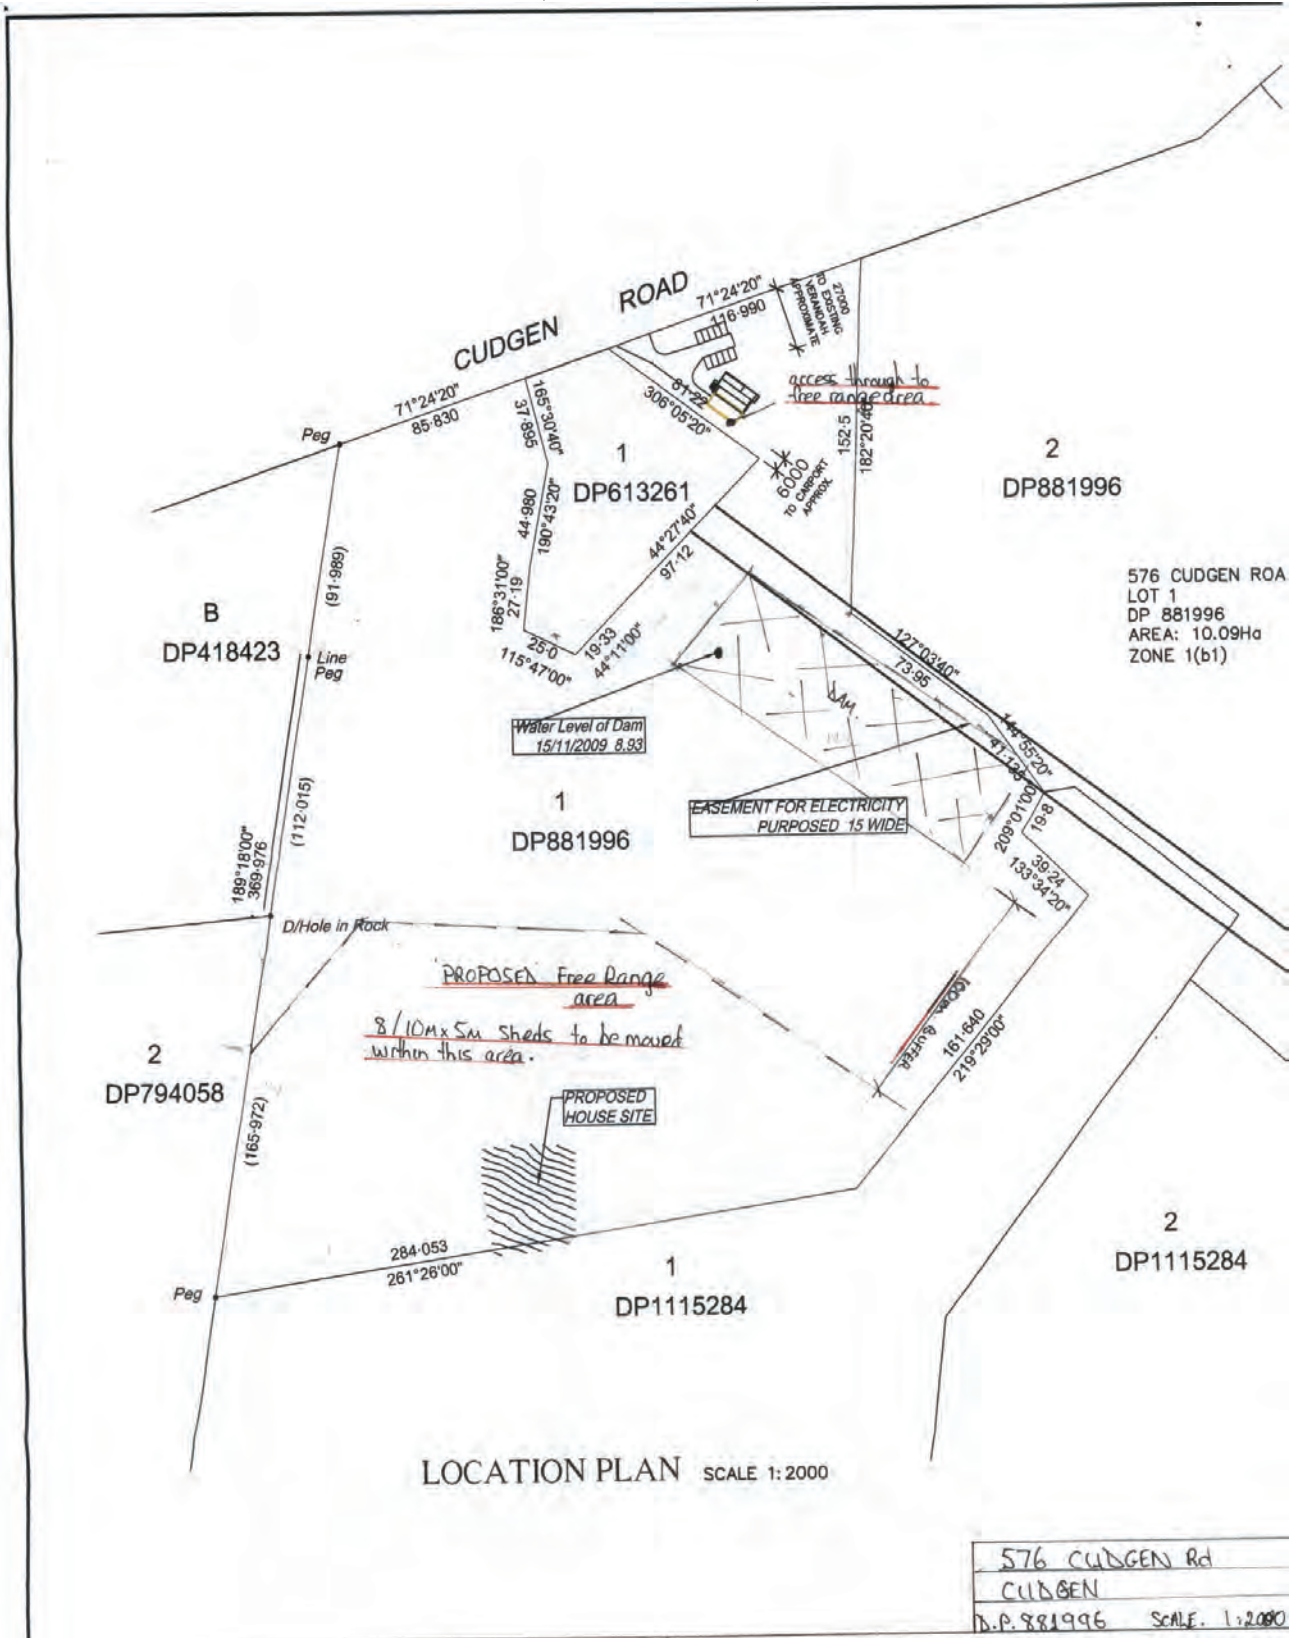 CUDGEN ROAD
71°24'20"
116·990
27000
TO EXISTING
VERANDAH
APPROXIMATE
71°24'20"
85·830
Peg
165°30'40"
37·895
81·22
306°05'20"
access through to
free range area.
152·5
182°20'40"
1
DP613261
6000
TO CARPORT
APPROX.
2
DP881996
44·980
190°43'20"
44°27'40"
97·12
(91·989)
186°31'00"
27·19
576 CUDGEN ROA
LOT 1
DP 881996
AREA: 10.09Ha
ZONE 1(b1)
B
DP418423
Line
Peg
25·0
115°47'00"
19·33
44°11'00"
127°03'40"
73·95
DAM.
Water Level of Dam
15/11/2009 8.93
144°55'20"
EASEMENT FOR ELECTRICITY
PURPOSED 15 WIDE
209°01'00"
19·8
1
DP881996
(112·015)
189°18'00"
369·976
39·24
133°34'20"
D/Hole in Rock
PROPOSED Free Range
area
8/10M x 5M Sheds to be moved
within this area.
BUFFER
161·640
219°29'00"
2
DP794058
(165·972)
PROPOSED
HOUSE SITE
284·053
261°26'00"
Peg
1
DP1115284
2
DP1115284
LOCATION PLAN SCALE 1:2000
576 CUDGEN Rd
CUDGEN
D.P. 881996 SCALE. 1:2000